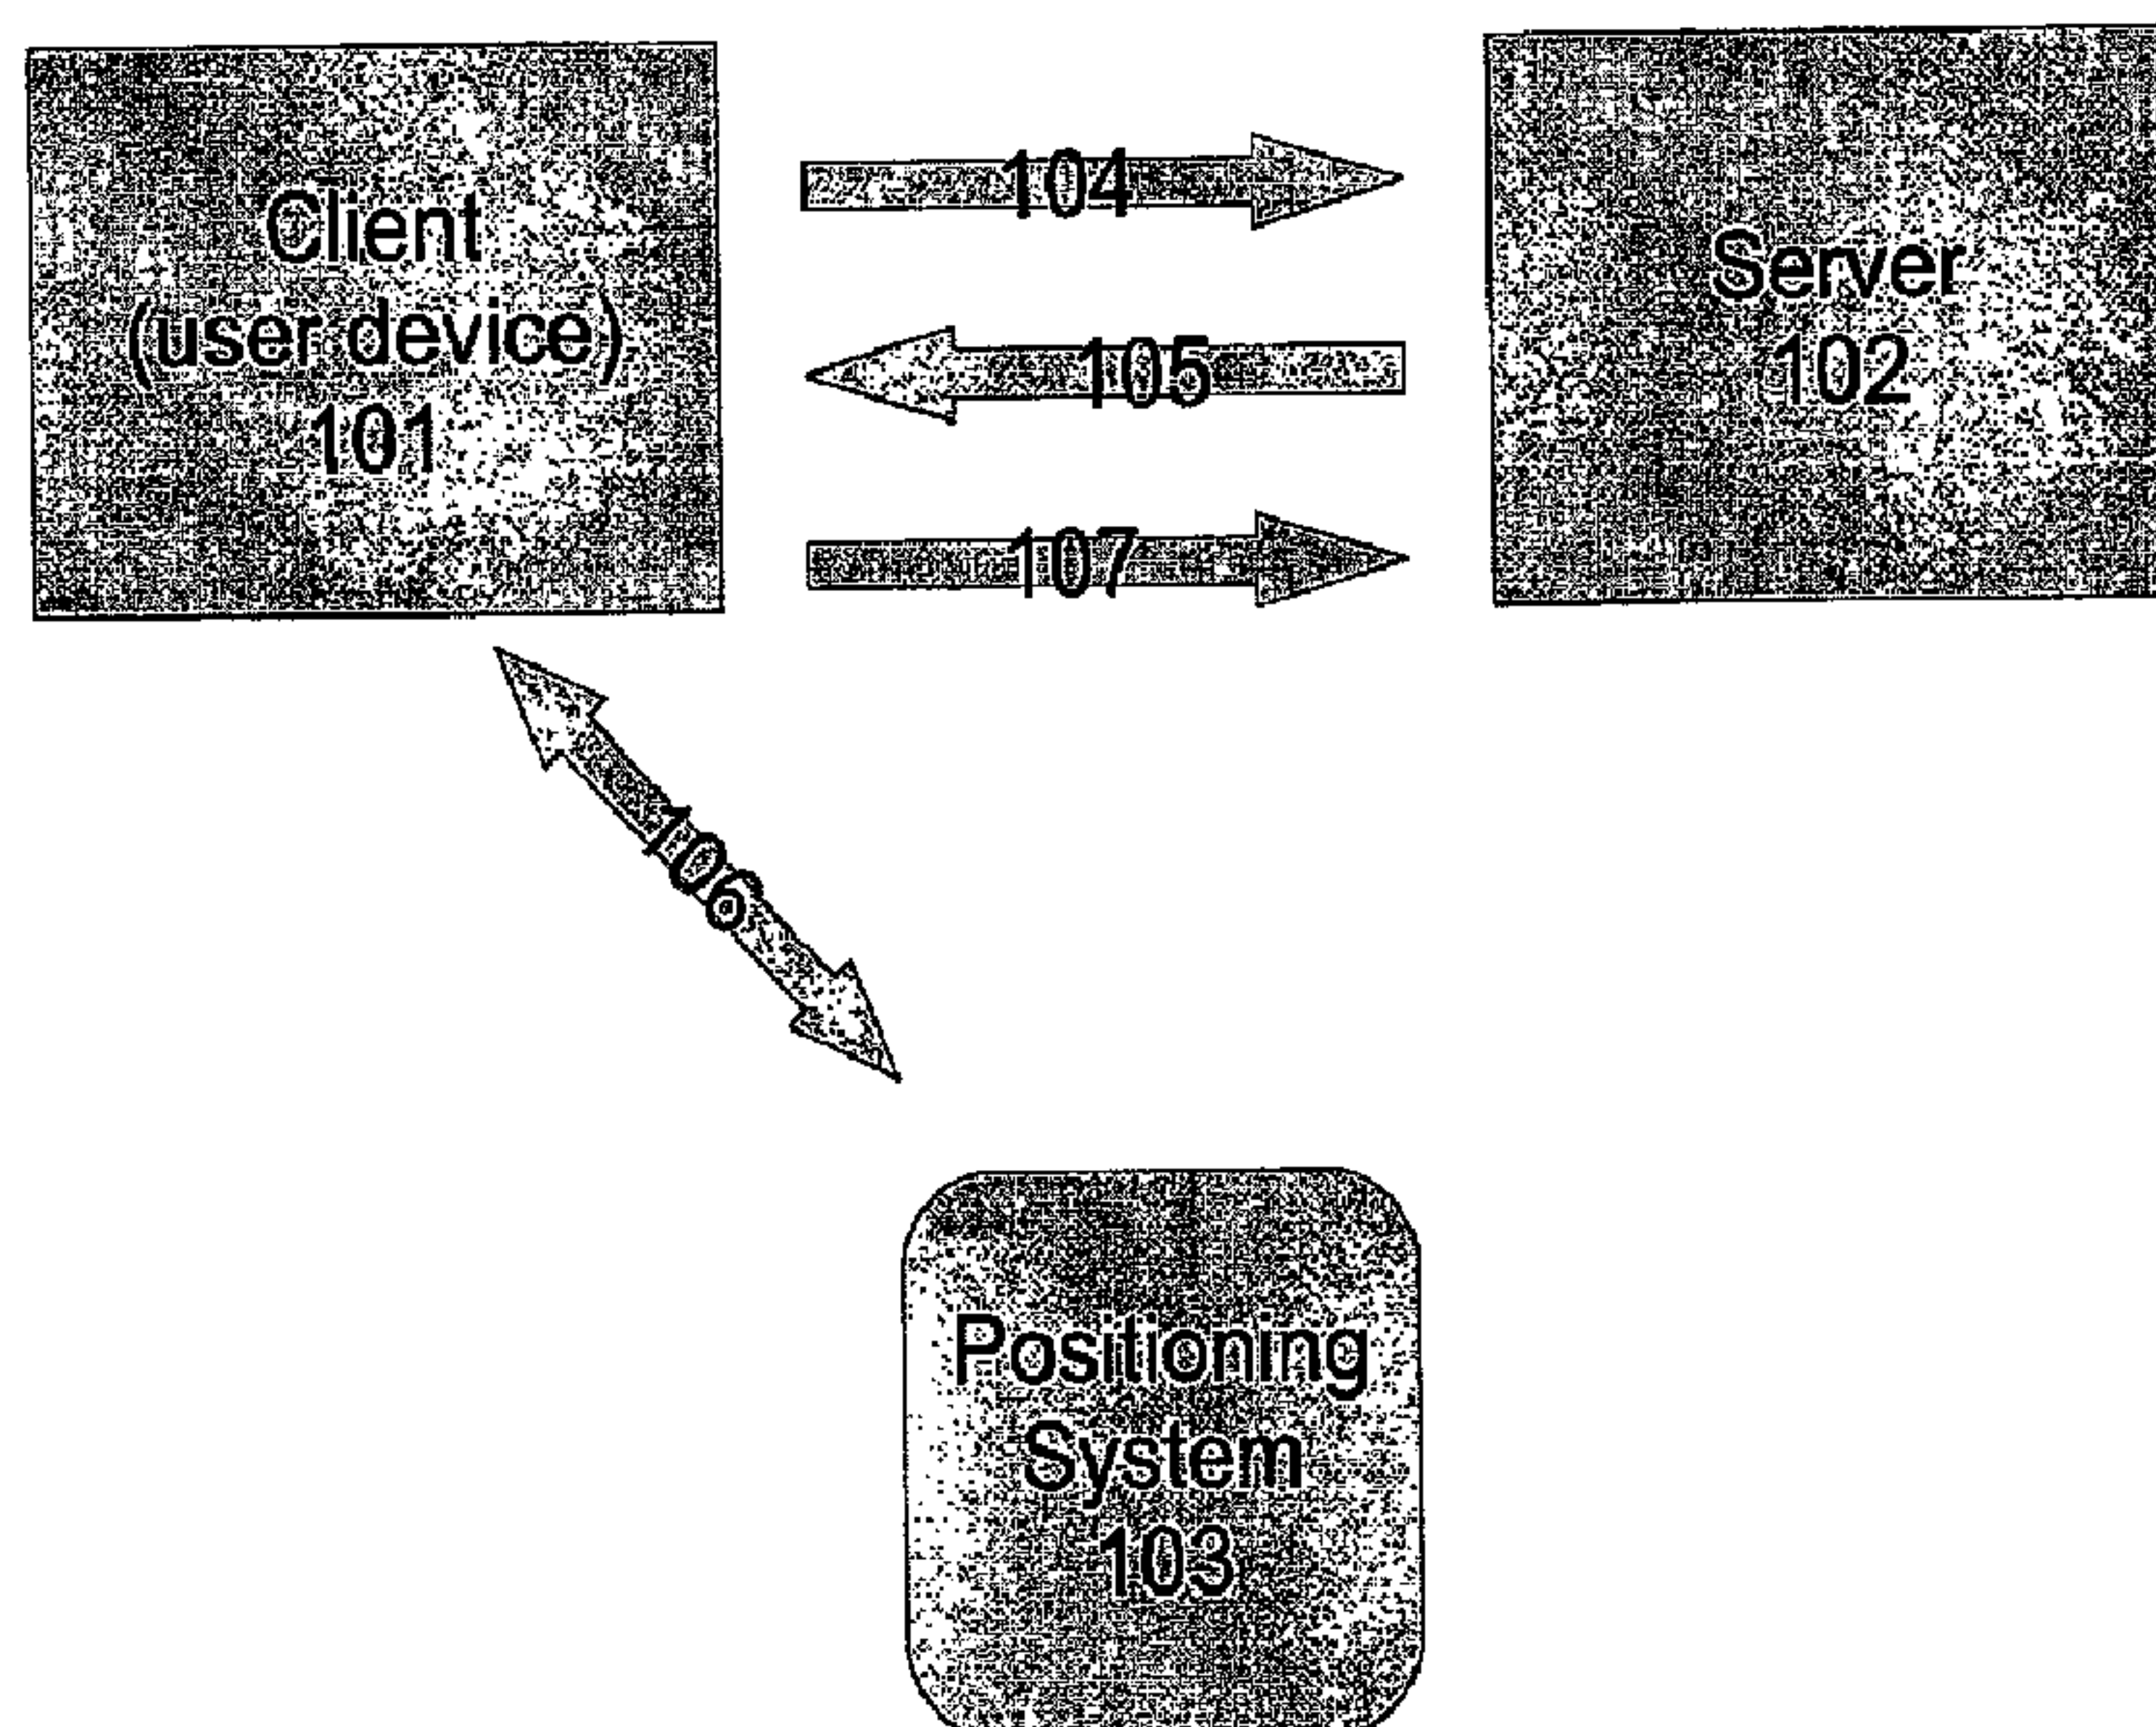 Client
(user device)
101
104
105
107
Server
102
106
Positioning
System
103